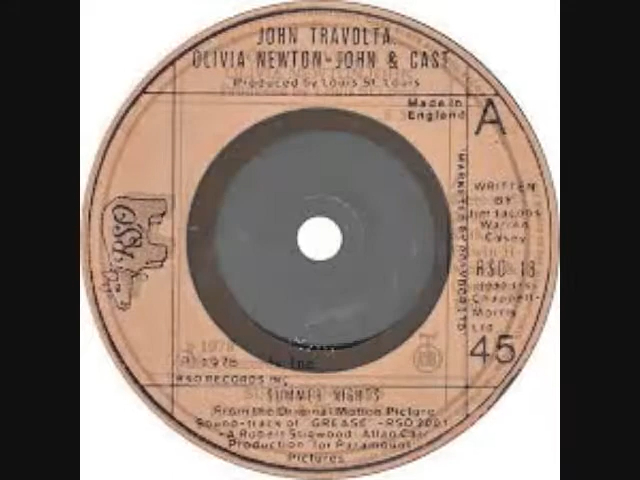 JOHN TRAVOLTA,
OLIVIA NEWTON-JOHN & CAST
Produced by Louis St. Louis
Made in
England
A
WRITTEN
BY
Jim Jacobs
Warren
Casey
RSO 18
Chappell-
Morris
Ltd
45
RSO
℗ 1978
RSO RECORDS INC
SUMMER NIGHTS
From the Original Motion Picture
Sound-track of "GREASE"-RSO 2001
-A Robert Stigwood/Allan Carr
Production for Paramount
Pictures